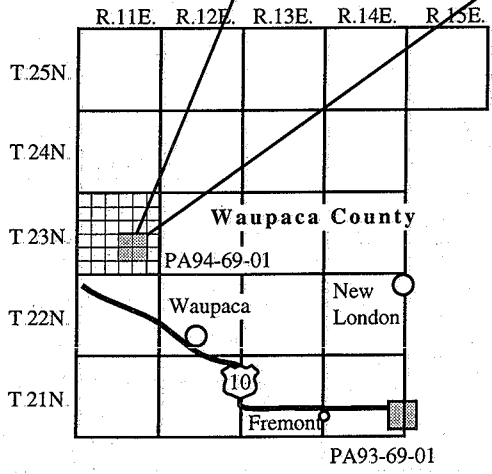 R.11E. R.12E. R.13E. R.14E. R.15E.
T.25N.
T.24N.
T.23N.
Waupaca County
PA94-69-01
T.22N.
Waupaca
New
London
T.21N.
10
Fremont
PA93-69-01